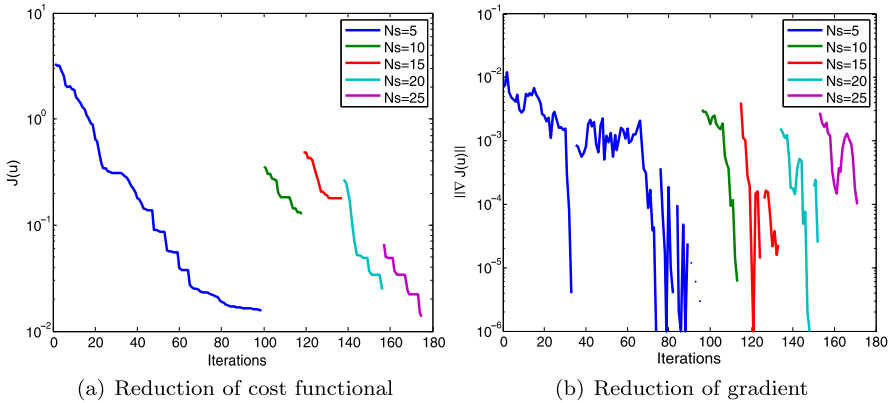 10^1
10^0
10^-1
10^-2
J(u)
0 20 40 60 80 100 120 140 160 180
Iterations
Ns=5
Ns=10
Ns=15
Ns=20
Ns=25
(a) Reduction of cost functional
10^-1
10^-2
10^-3
10^-4
10^-5
10^-6
||∇ J(u)||
0 20 40 60 80 100 120 140 160 180
Iterations
Ns=5
Ns=10
Ns=15
Ns=20
Ns=25
(b) Reduction of gradient